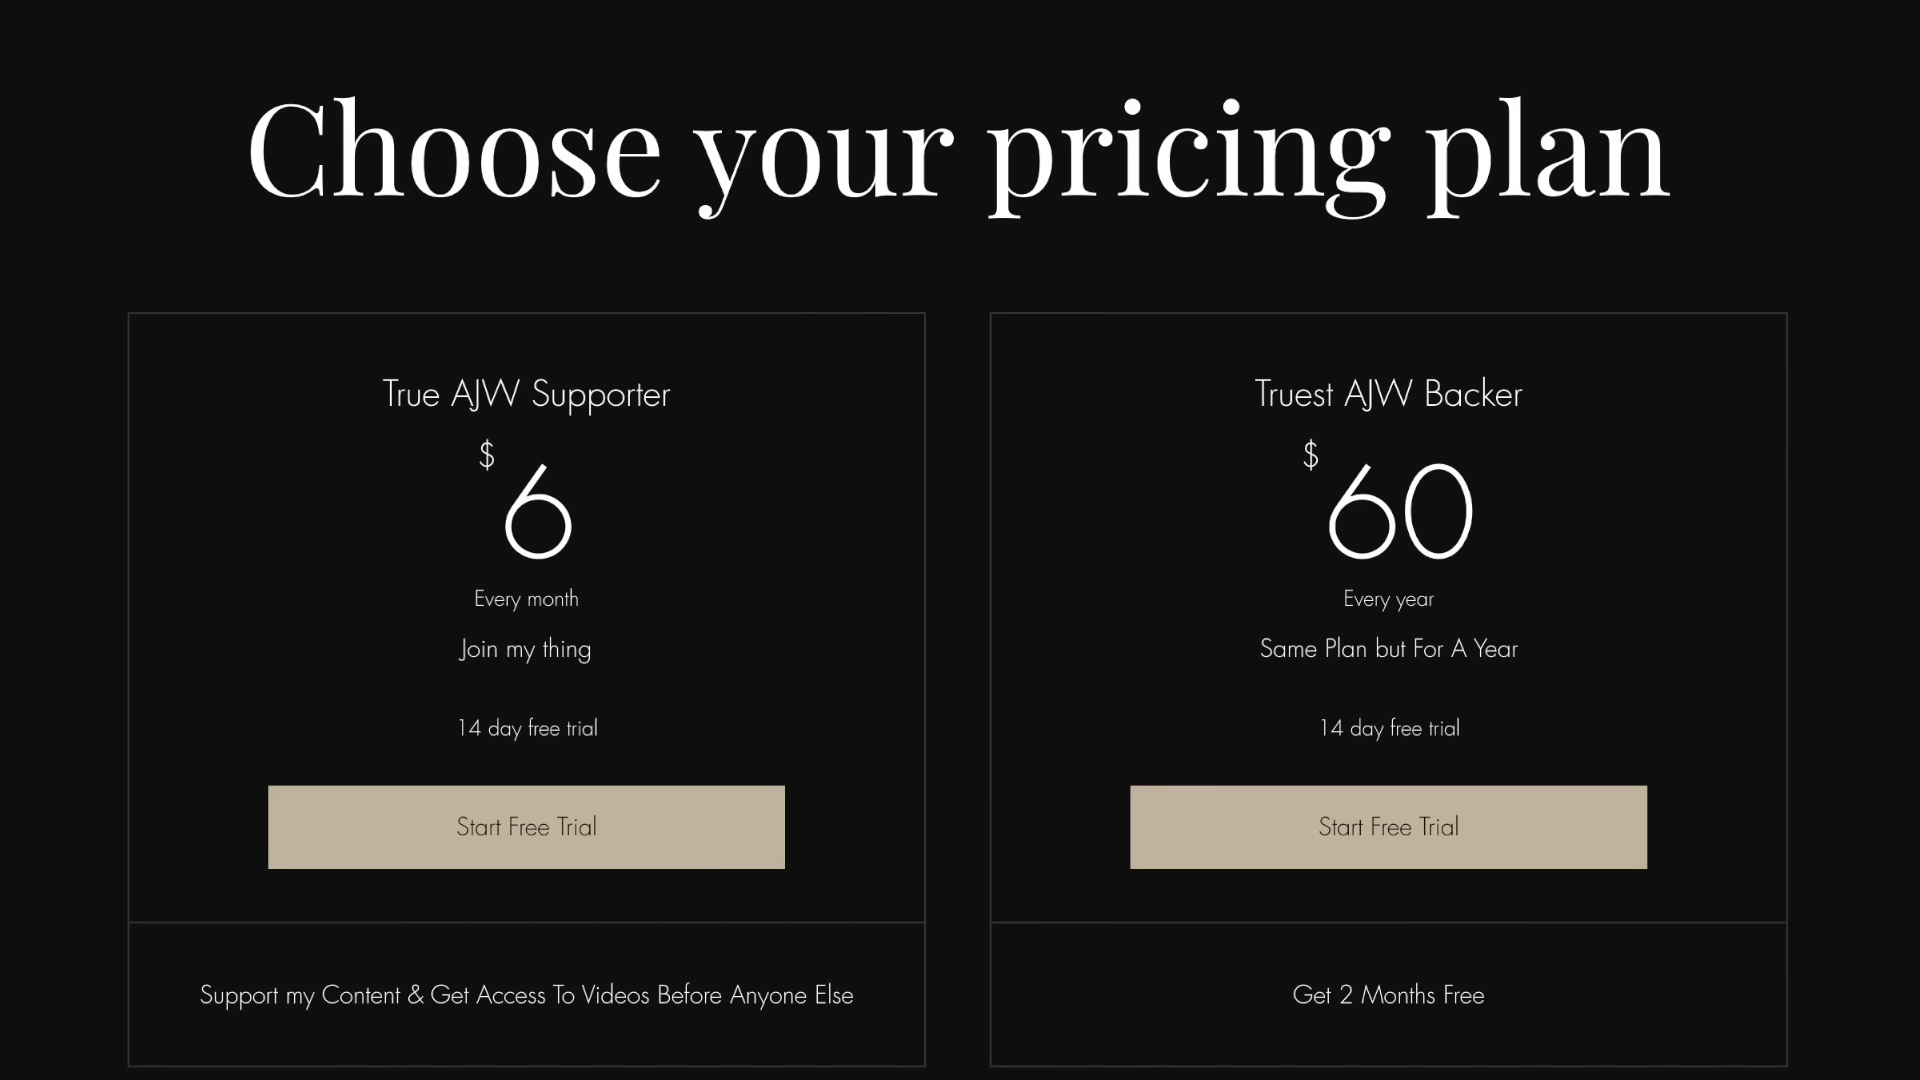 Choose your pricing plan
True AJW Supporter
$6
Every month
Join my thing
14 day free trial
Start Free Trial
Support my Content & Get Access To Videos Before Anyone Else
Truest AJW Backer
$60
Every year
Same Plan but For A Year
14 day free trial
Start Free Trial
Get 2 Months Free